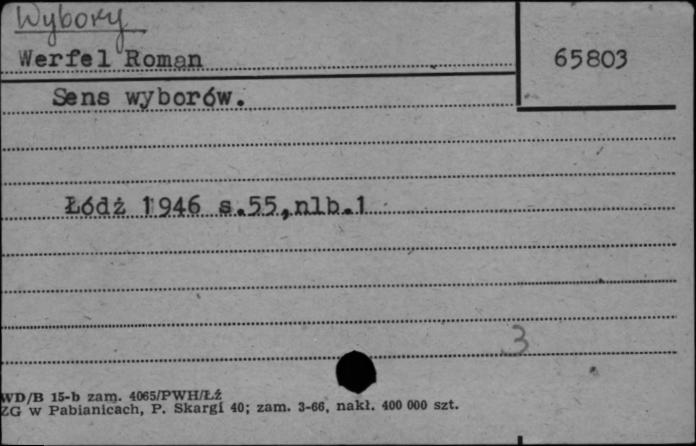 Wybory
Werfel Roman
65803
Sens wyborów.
Łódź 1946 s.55,nlb.1
3
WD/B 15-b zam. 4065/PWH/Łź
ZG w Pabianicach, P. Skargi 40; zam. 3-66, nakł. 400 000 szt.